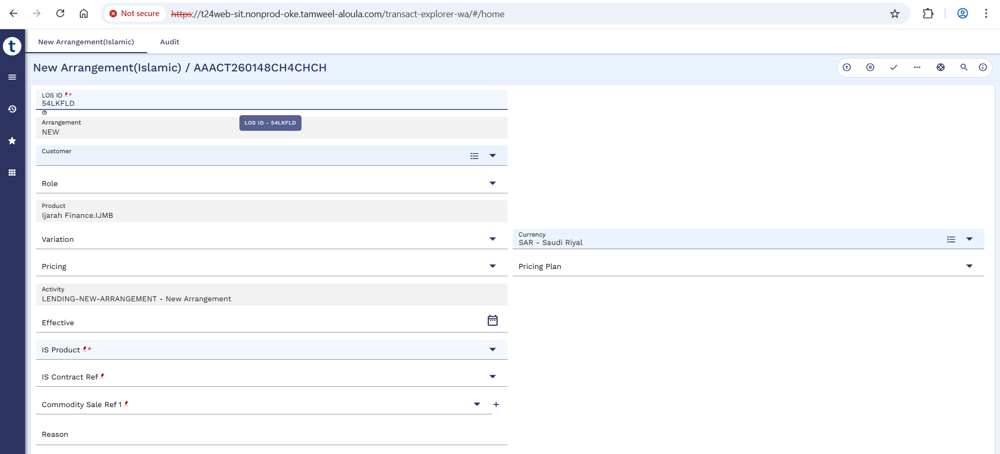 Not secure
https://t24web-sit.nonprod-oke.tamweel-aloula.com/transact-explorer-wa/#/home
t
New Arrangement(Islamic)
Audit
New Arrangement(Islamic) / AAACT260148CH4CHCH
LOS ID *
54LKFLD
LOS ID - 54LKFLD
Arrangement
NEW
Customer
Role
Product
Ijarah Finance.IJMB
Variation
Currency
SAR - Saudi Riyal
Pricing
Pricing Plan
Activity
LENDING-NEW-ARRANGEMENT - New Arrangement
Effective
IS Product *
IS Contract Ref
Commodity Sale Ref 1
Reason